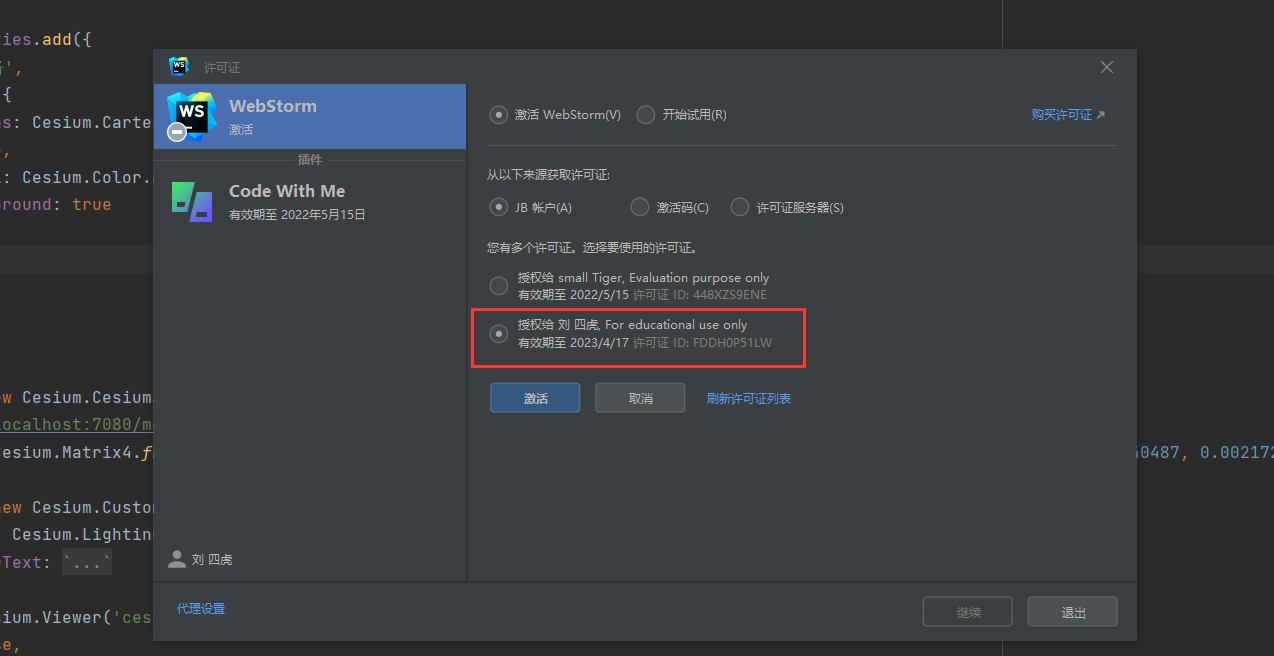 ties.add({
',
{
ns: Cesium.Carte
,
: Cesium.Color.
round: true
ew Cesium.Cesium
localhost:7080/m
Cesium.Matrix4.f
new Cesium.Custo
Cesium.Lightin
Text: `...`
sium.Viewer('ces
e,
40487, 0.002172
许可证
WS
WebStorm
激活
插件
Code With Me
有效期至 2022年5月15日
刘 四虎
激活 WebStorm(V) 开始试用(R) 购买许可证
从以下来源获取许可证:
JB 帐户(A) 激活码(C) 许可证服务器(S)
您有多个许可证。选择要使用的许可证。
授权给 small Tiger, Evaluation purpose only
有效期至 2022/5/15 许可证 ID: 448XZS9ENE
授权给 刘 四虎, For educational use only
有效期至 2023/4/17 许可证 ID: FDDH0P51LW
激活 取消 刷新许可证列表
代理设置 继续 退出